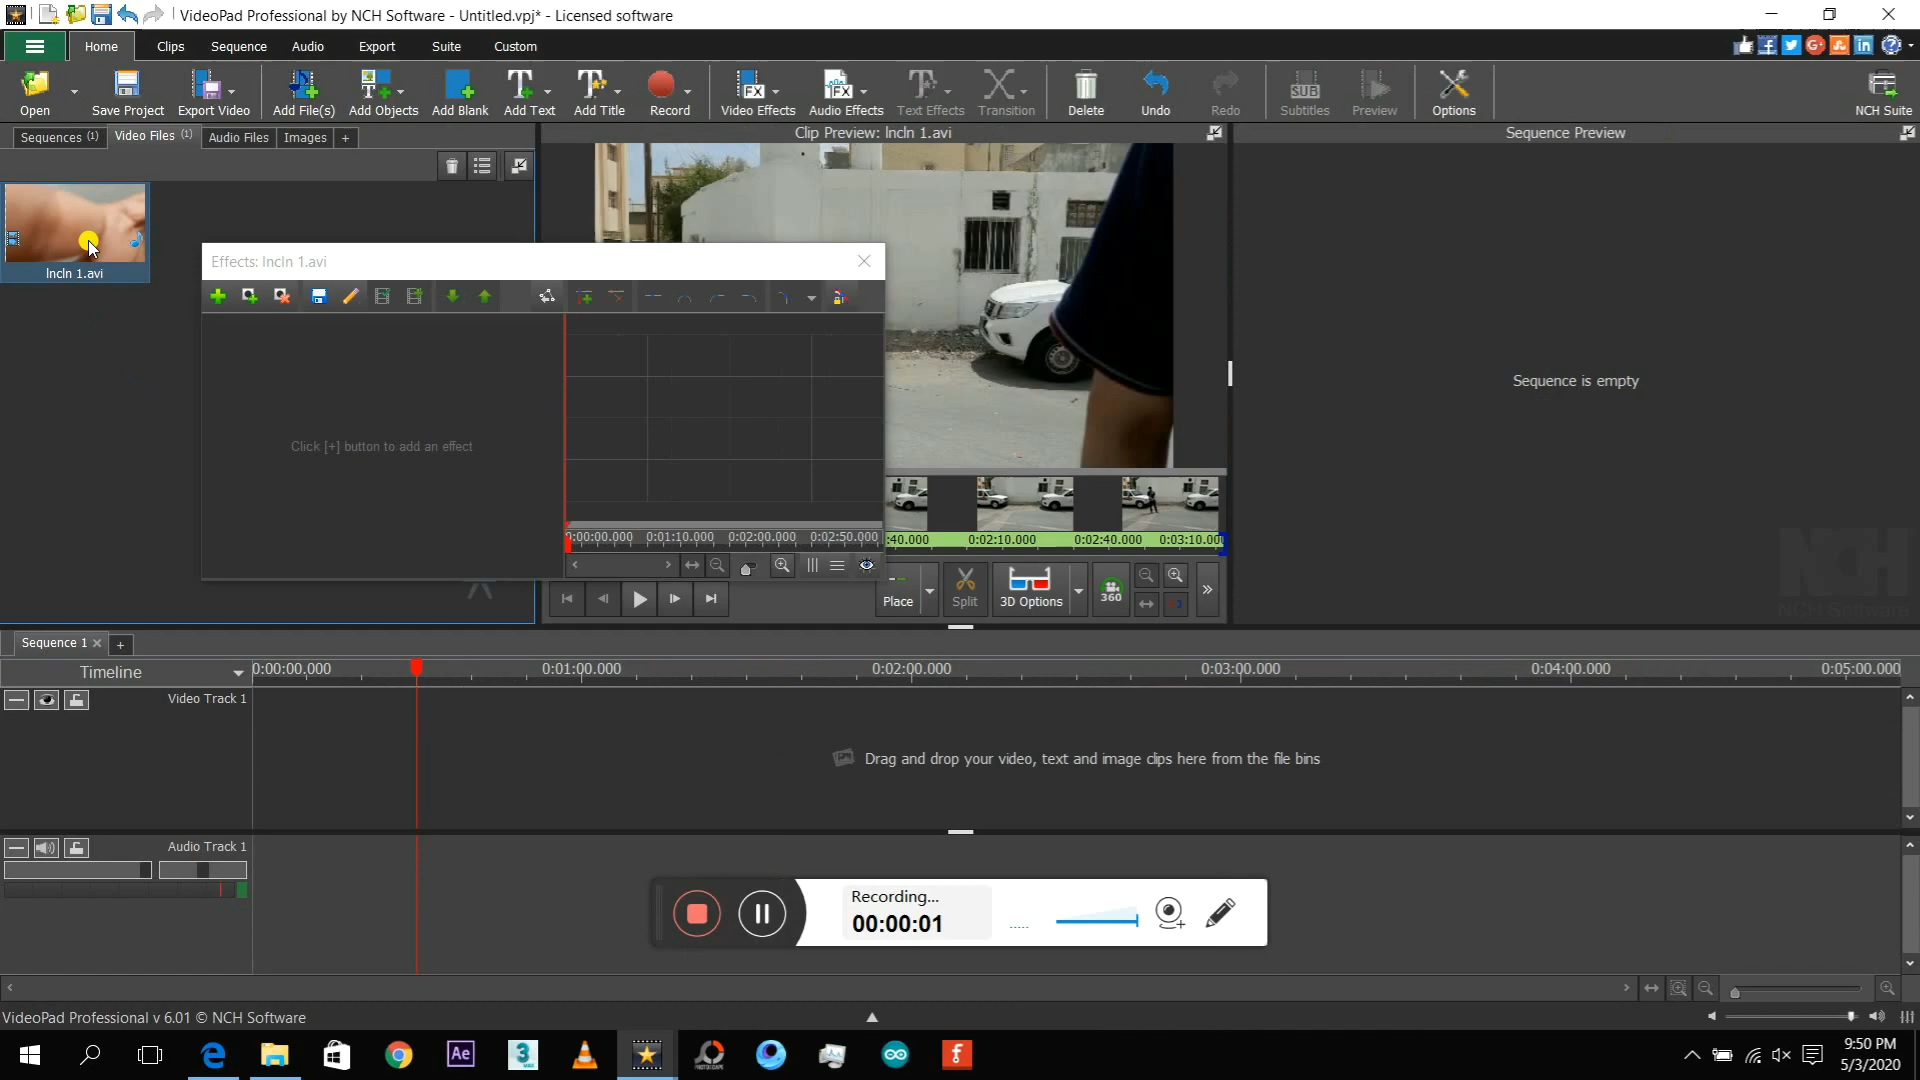 VideoPad Professional by NCH Software - Untitled.vpj* - Licensed software
Home Clips Sequence Audio Export Suite Custom
Open Save Project Export Video Add File(s) Add Objects Add Blank Add Text Add Title Record Video Effects Audio Effects Text Effects Transition Delete Undo Redo Subtitles Preview Options NCH Suite
Sequences (1) Video Files (1) Audio Files Images +
Clip Preview: Incln 1.avi
Sequence Preview
Incln 1.avi
Effects: Incln 1.avi
Click [+] button to add an effect
0:00:00.000 0:01:10.000 0:02:00.000 0:02:50.000
:40.000 0:02:10.000 0:02:40.000 0:03:10.00
Place Split 3D Options 360
Sequence is empty
NCH
NCH Software
Sequence 1 +
Timeline 0:00:00.000 0:01:00.000 0:02:00.000 0:03:00.000 0:04:00.000 0:05:00.000
Video Track 1
Drag and drop your video, text and image clips here from the file bins
Audio Track 1
Recording...
00:00:01
VideoPad Professional v 6.01 © NCH Software
9:50 PM
5/3/2020